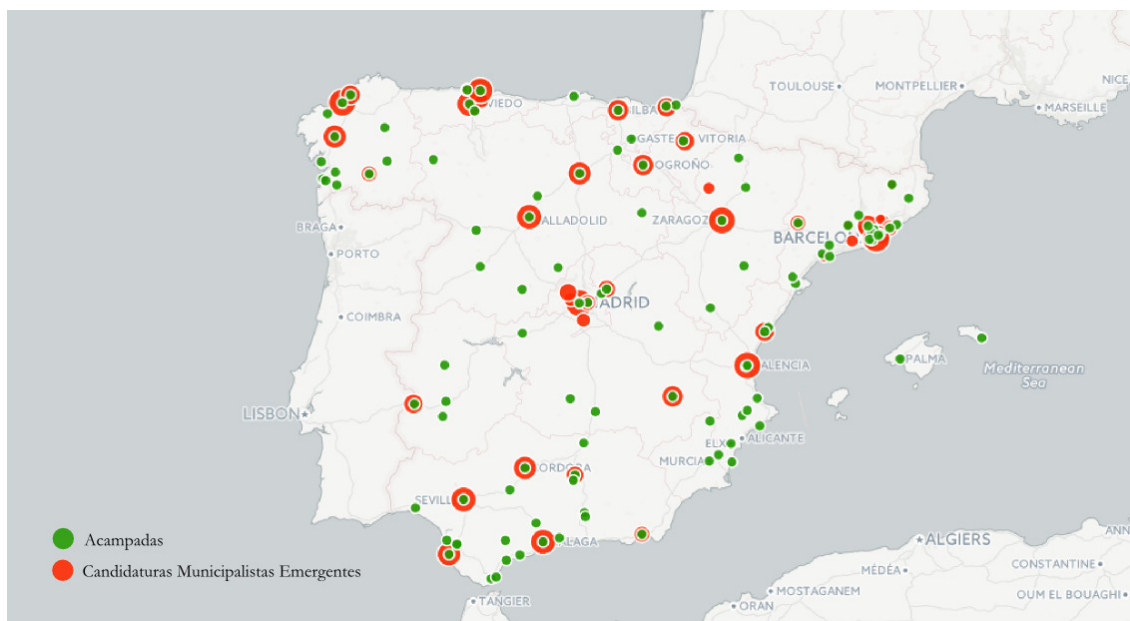 TOULOUSE
MONTPELLIER
NICE
MARSEILLE
VIEDO
ILBA
GASTE VITORIA
OGROÑO
ALLADOLID
ZARAGOZ
BARCELO
BRAGA
PORTO
MADRID
COIMBRA
ALENCIA
PALMA
Mediterranean
Sea
LISBON
ELX
ALICANTE
MURCIA
ORDOBA
SEVILL
LAGA
ALGIERS
ANN
CONSTANTINE
MÉDÉA
MOSTAGANEM
OUM EL BOUAGHI
TANGIER
ORAN
Acampadas
Candidaturas Municipalistas Emergentes